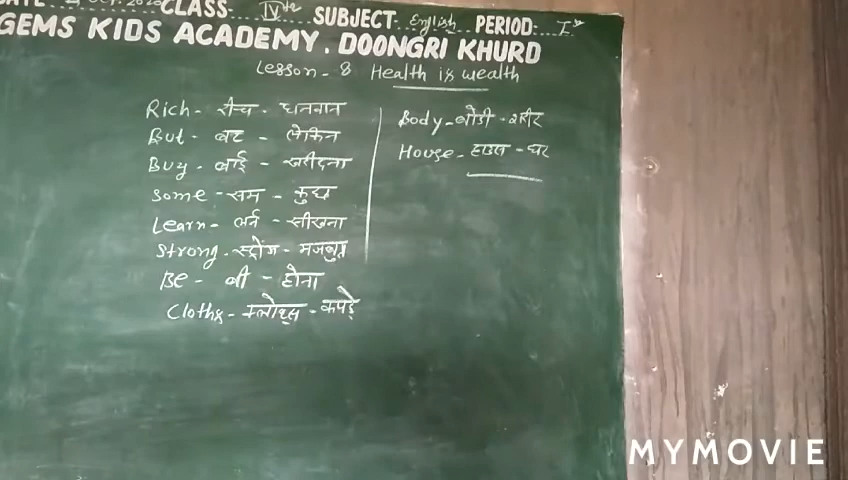 CLASS: IVth SUBJECT: English PERIOD: Ist
GEMS KIDS ACADEMY. DOONGRI KHURD
Lesson - 8 Health is wealth
Rich - रीच - धनवान
But - बट - लेकिन
Buy - बाई - खरीदना
Some - सम - कुछ
Learn - लर्न - सीखना
Strong - स्ट्रोंग - मजबुत
Be - बी - होना
Cloths - क्लोथ्स - कपड़े
Body - बोडी - शरीर
House - हाउस - घर
MYMOVIE